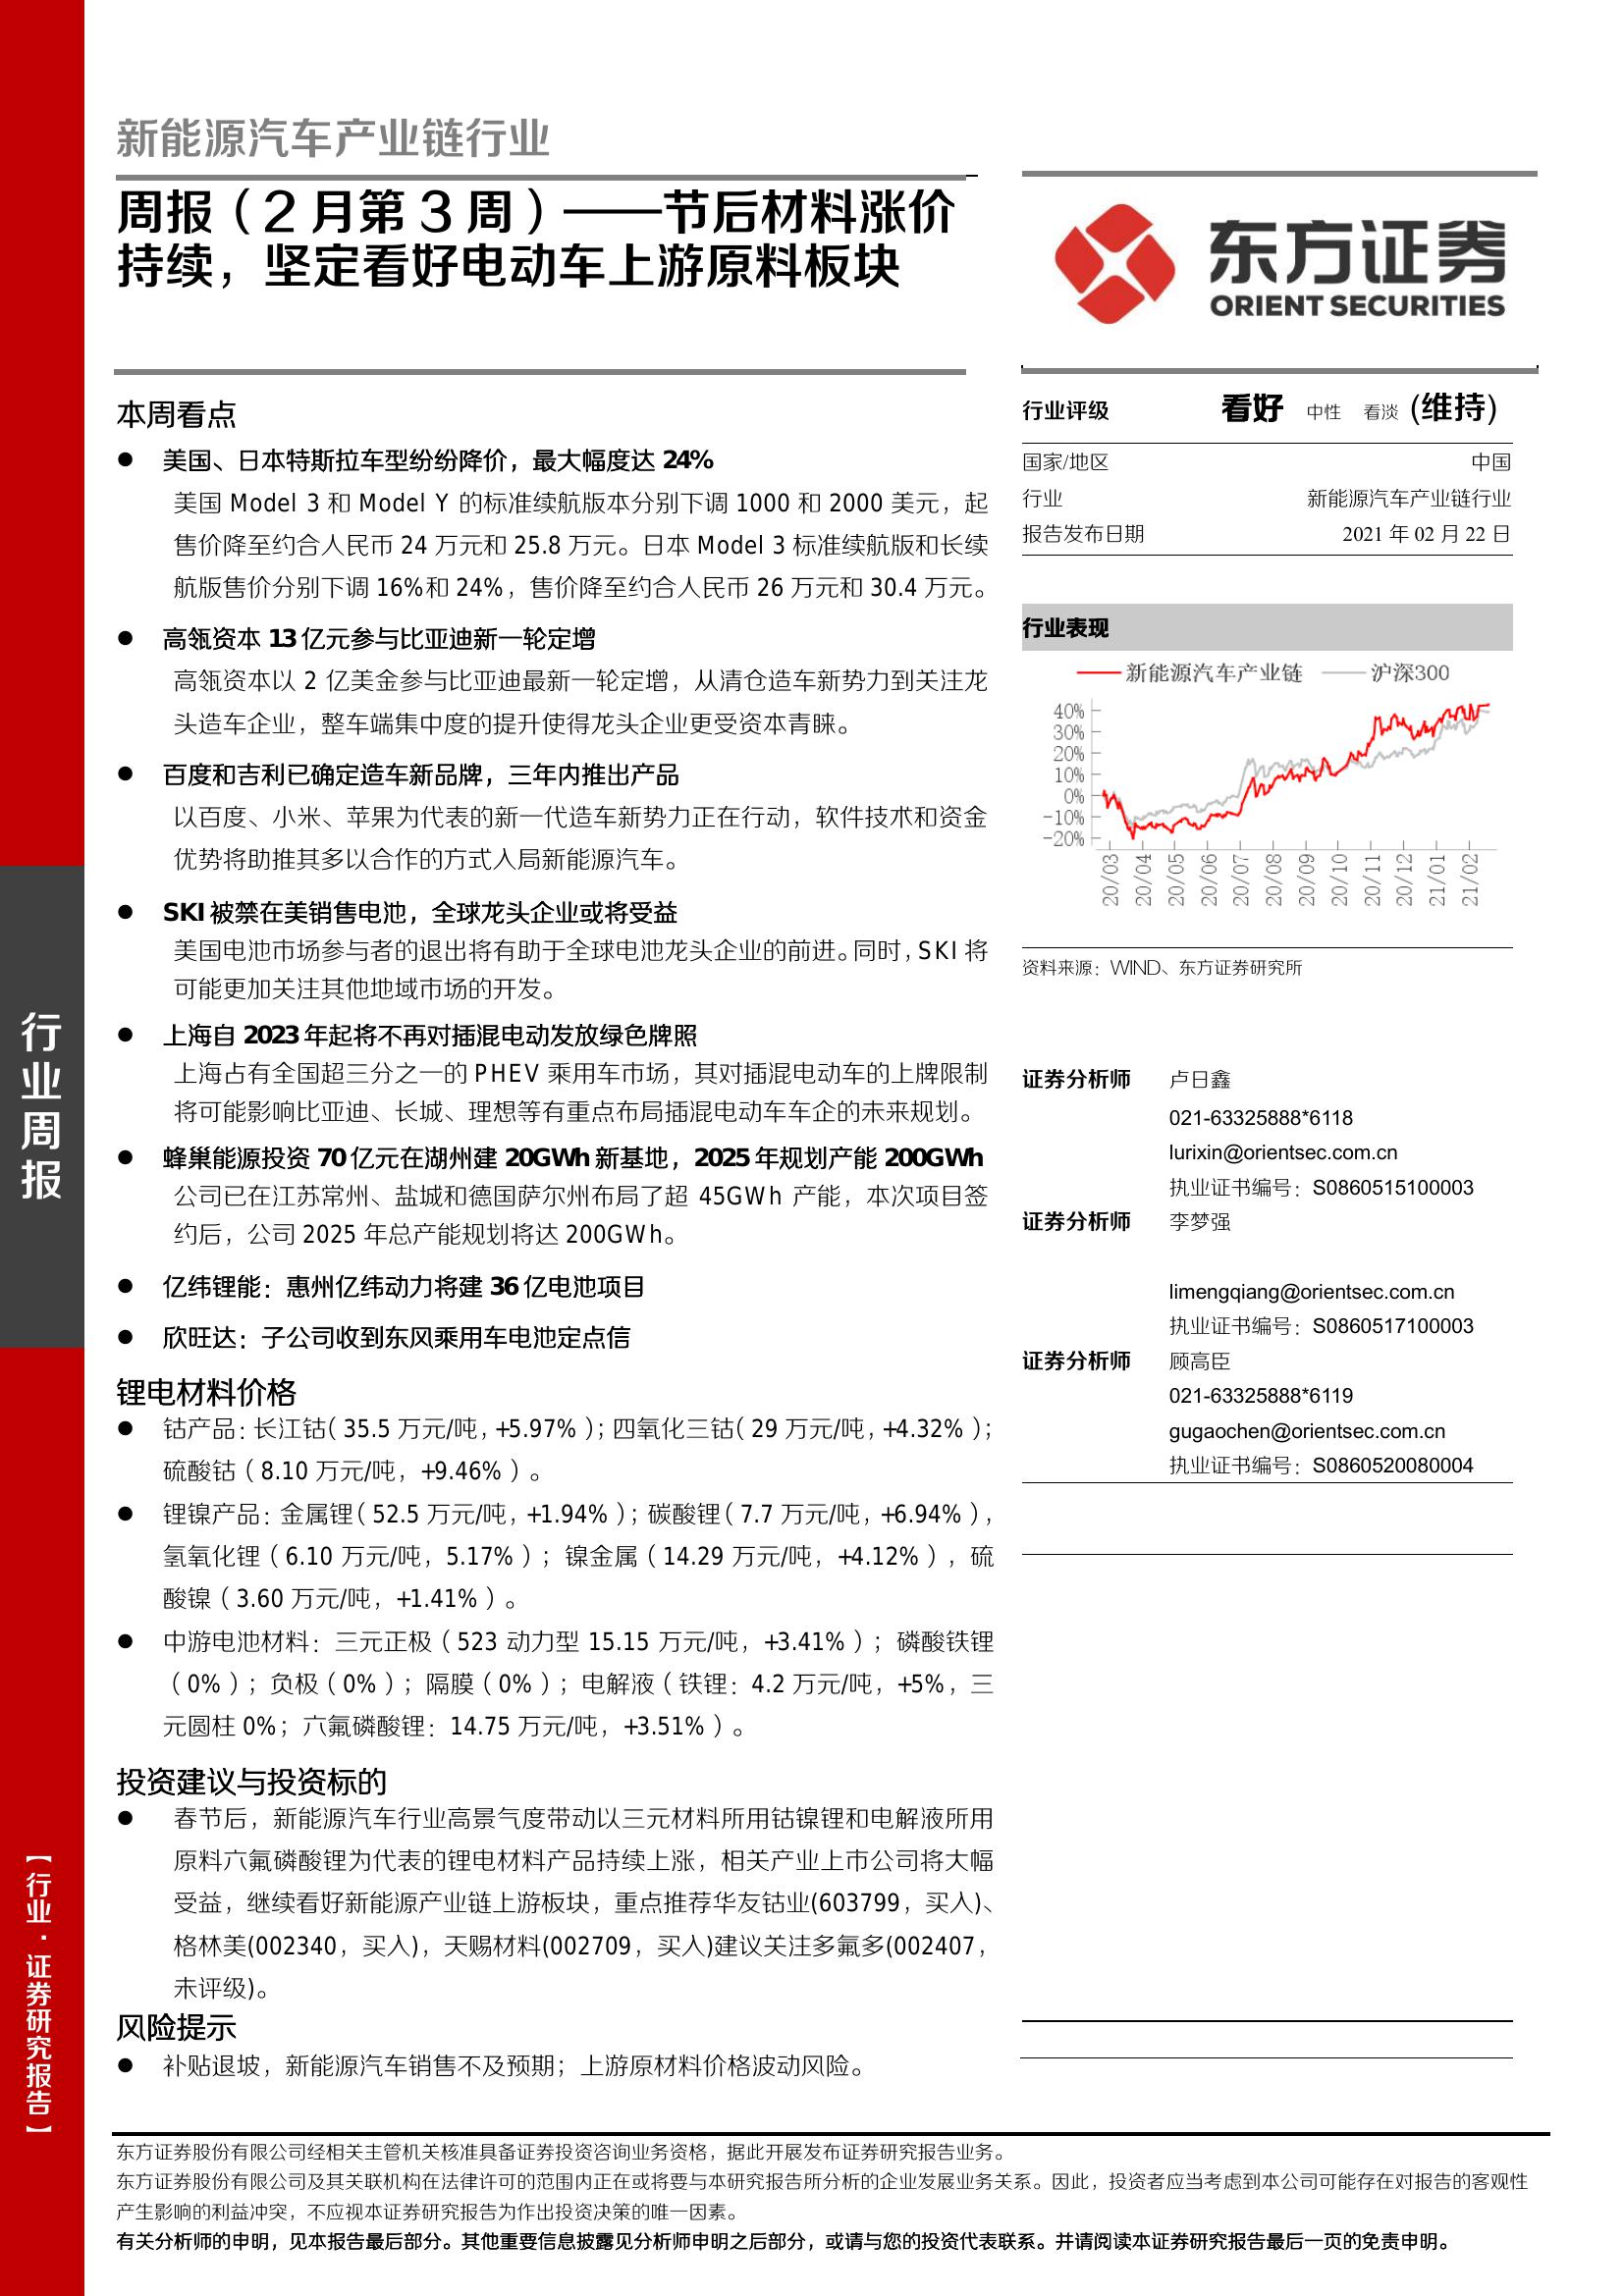 新能源汽车产业链行业
周报（2 月第 3 周）——节后材料涨价
持续，坚定看好电动车上游原料板块
东方证券
ORIENT SECURITIES
本周看点
● 美国、日本特斯拉车型纷纷降价，最大幅度达 24%
美国 Model 3 和 Model Y 的标准续航版本分别下调 1000 和 2000 美元，起
售价降至约合人民币 24 万元和 25.8 万元。日本 Model 3 标准续航版和长续
航版售价分别下调 16%和 24%，售价降至约合人民币 26 万元和 30.4 万元。
● 高瓴资本 13 亿元参与比亚迪新一轮定增
高瓴资本以 2 亿美金参与比亚迪最新一轮定增，从清仓造车新势力到关注龙
头造车企业，整车端集中度的提升使得龙头企业更受资本青睐。
● 百度和吉利已确定造车新品牌，三年内推出产品
以百度、小米、苹果为代表的新一代造车新势力正在行动，软件技术和资金
优势将助推其多以合作的方式入局新能源汽车。
● SKI 被禁在美销售电池，全球龙头企业或将受益
美国电池市场参与者的退出将有助于全球电池龙头企业的前进。同时，SKI 将
可能更加关注其他地域市场的开发。
● 上海自 2023 年起将不再对插混电动发放绿色牌照
上海占有全国超三分之一的 PHEV 乘用车市场，其对插混电动车的上牌限制
将可能影响比亚迪、长城、理想等有重点布局插混电动车车企的未来规划。
● 蜂巢能源投资 70 亿元在湖州建 20GWh 新基地，2025 年规划产能 200GWh
公司已在江苏常州、盐城和德国萨尔州布局了超 45GWh 产能，本次项目签
约后，公司 2025 年总产能规划将达 200GWh。
● 亿纬锂能：惠州亿纬动力将建 36 亿电池项目
● 欣旺达：子公司收到东风乘用车电池定点信
锂电材料价格
● 钴产品：长江钴（35.5 万元/吨，+5.97%）；四氧化三钴（29 万元/吨，+4.32%）；
硫酸钴（8.10 万元/吨，+9.46%）。
● 锂镍产品：金属锂（52.5 万元/吨，+1.94%）；碳酸锂（7.7 万元/吨，+6.94%），
氢氧化锂（6.10 万元/吨，5.17%）；镍金属（14.29 万元/吨，+4.12%），硫
酸镍（3.60 万元/吨，+1.41%）。
● 中游电池材料：三元正极（523 动力型 15.15 万元/吨，+3.41%）；磷酸铁锂
（0%）；负极（0%）；隔膜（0%）；电解液（铁锂：4.2 万元/吨，+5%，三
元圆柱 0%；六氟磷酸锂：14.75 万元/吨，+3.51%）。
投资建议与投资标的
● 春节后，新能源汽车行业高景气度带动以三元材料所用钴镍锂和电解液所用
原料六氟磷酸锂为代表的锂电材料产品持续上涨，相关产业上市公司将大幅
受益，继续看好新能源产业链上游板块，重点推荐华友钴业(603799，买入)、
格林美(002340，买入)，天赐材料(002709，买入)建议关注多氟多(002407，
未评级)。
风险提示
● 补贴退坡，新能源汽车销售不及预期；上游原材料价格波动风险。
行业评级 看好 中性 看淡 (维持)
国家/地区 中国
行业 新能源汽车产业链行业
报告发布日期 2021 年 02 月 22 日
行业表现
新能源汽车产业链 沪深300
40%
30%
20%
10%
0%
-10%
-20%
20/03 20/04 20/05 20/06 20/07 20/08 20/09 20/10 20/11 20/12 21/01 21/02
资料来源：WIND、东方证券研究所
证券分析师 卢日鑫
021-63325888*6118
lurixin@orientsec.com.cn
执业证书编号：S0860515100003
证券分析师 李梦强
limengqiang@orientsec.com.cn
执业证书编号：S0860517100003
证券分析师 顾高臣
021-63325888*6119
gugaochen@orientsec.com.cn
执业证书编号：S0860520080004
行业周报
【行业·证券研究报告】
东方证券股份有限公司经相关主管机关核准具备证券投资咨询业务资格，据此开展发布证券研究报告业务。
东方证券股份有限公司及其关联机构在法律许可的范围内正在或将要与本研究报告所分析的企业发展业务关系。因此，投资者应当考虑到本公司可能存在对报告的客观性
产生影响的利益冲突，不应视本证券研究报告为作出投资决策的唯一因素。
有关分析师的申明，见本报告最后部分。其他重要信息披露见分析师申明之后部分，或请与您的投资代表联系。并请阅读本证券研究报告最后一页的免责申明。